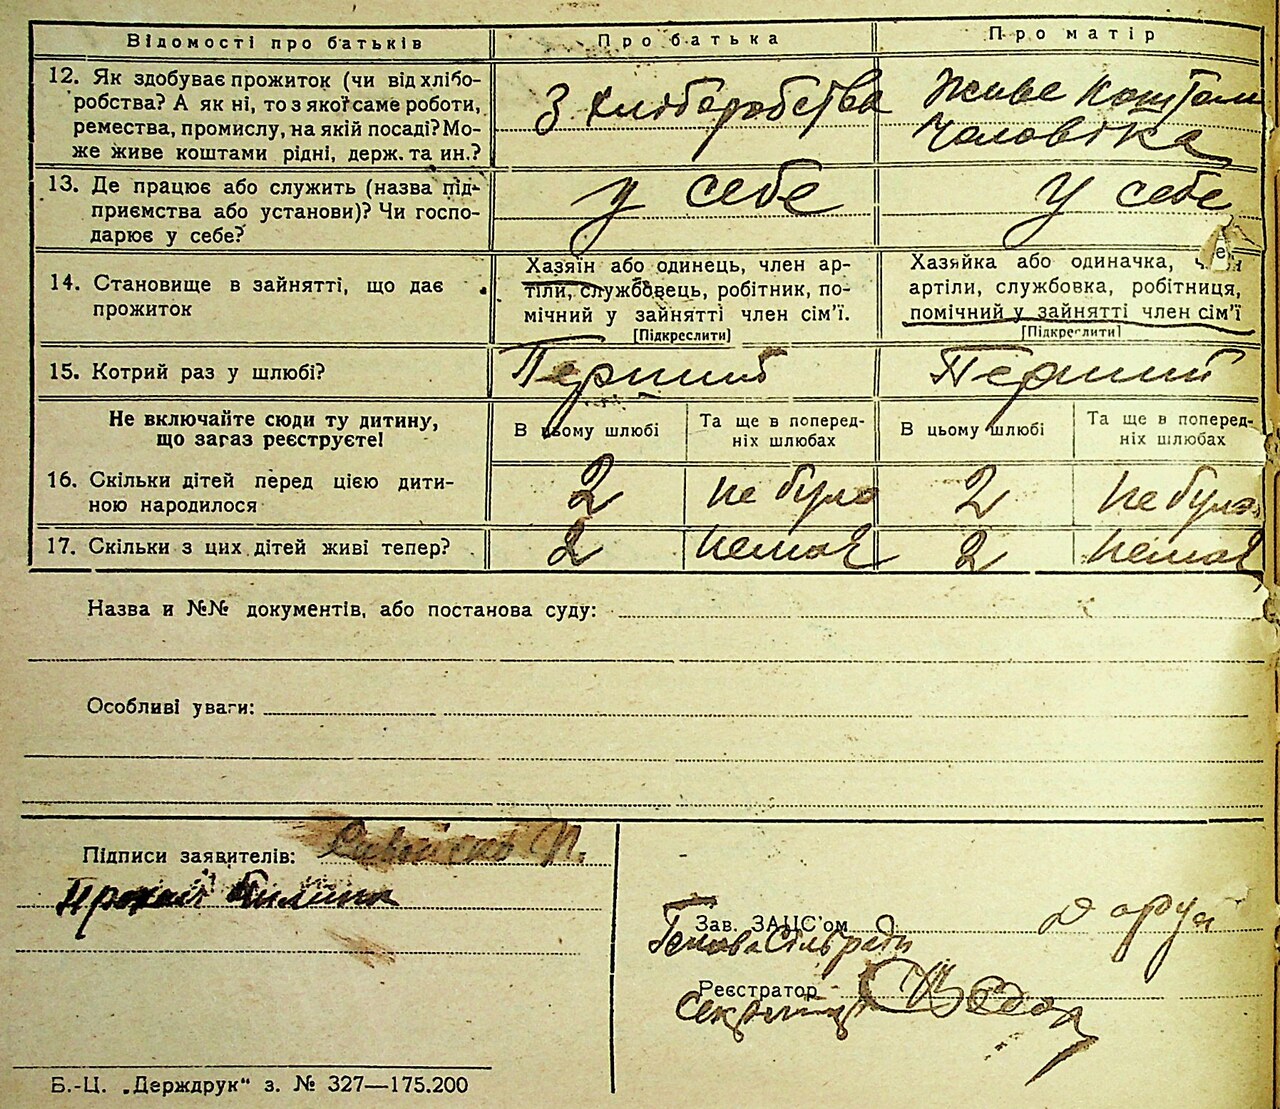 Відомості про батьків Про батька Про матір
12. Як здобуває прожиток (чи від хлібо-
робства? А як ні, то з якої саме роботи,
ремества, промислу, на якій посаді? Мо-
же живе коштами рідні, держ. та ин.?
З хліборобства
Живе коштами
Чоловіка
13. Де працює або служить (назва під-
приємства або установи)? Чи госпо-
дарює у себе?
у себе
у себе
14. Становище в зайнятті, що дає
прожиток
Хазяїн або одинець, член ар-
тіли, службовець, робітник, по-
мічний у зайнятті член сім'ї.
[Підкреслити]
Хазяйка або одиначка, член
артіли, службовка, робітниця,
помічний у зайнятті член сім'ї
[Підкреслити]
15. Котрий раз у шлюбі?
Перший
Перший
Не включайте сюди ту дитину,
що загаз реєструєте!
В цьому шлюбі
Та ще в поперед-
ніх шлюбах
В цьому шлюбі
Та ще в поперед-
ніх шлюбах
16. Скільки дітей перед цією дити-
ною народилося
2 не було 2 не було
17. Скільки з цих дітей живі тепер? 2 немає 2 немає
Назва и №№ документів, або постанова суду:
Особливі уваги:
Підписи заявителів:
Зав. ЗАЦС'ом
Голова Сільради
Реєстратор
Секретар
Б.-Ц. „Держдрук" з. № 327—175.200